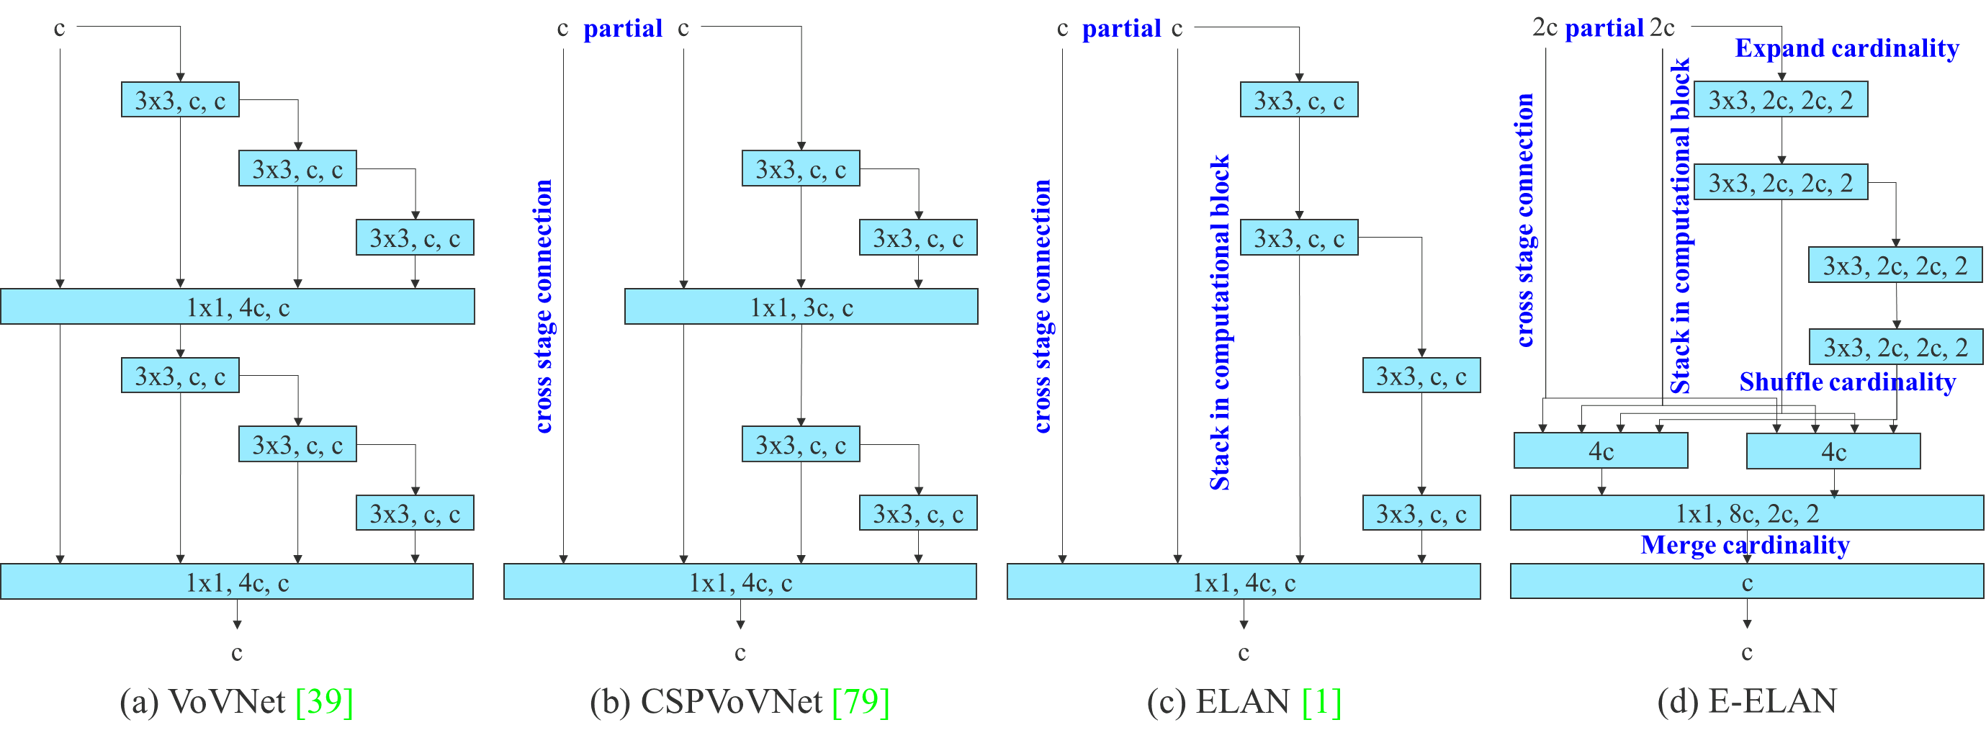 c
3x3, c, c
3x3, c, c
3x3, c, c
1x1, 4c, c
3x3, c, c
3x3, c, c
3x3, c, c
1x1, 4c, c
c
(a) VoVNet [39]
c partial c
cross stage connection
3x3, c, c
3x3, c, c
1x1, 3c, c
3x3, c, c
3x3, c, c
1x1, 4c, c
c
(b) CSPVoVNet [79]
c partial c
cross stage connection
Stack in computational block
3x3, c, c
3x3, c, c
3x3, c, c
3x3, c, c
1x1, 4c, c
c
(c) ELAN [1]
2c partial 2c
Expand cardinality
cross stage connection
Stack in computational block
3x3, 2c, 2c, 2
3x3, 2c, 2c, 2
3x3, 2c, 2c, 2
3x3, 2c, 2c, 2
Shuffle cardinality
4c
4c
1x1, 8c, 2c, 2
Merge cardinality
c
c
(d) E-ELAN